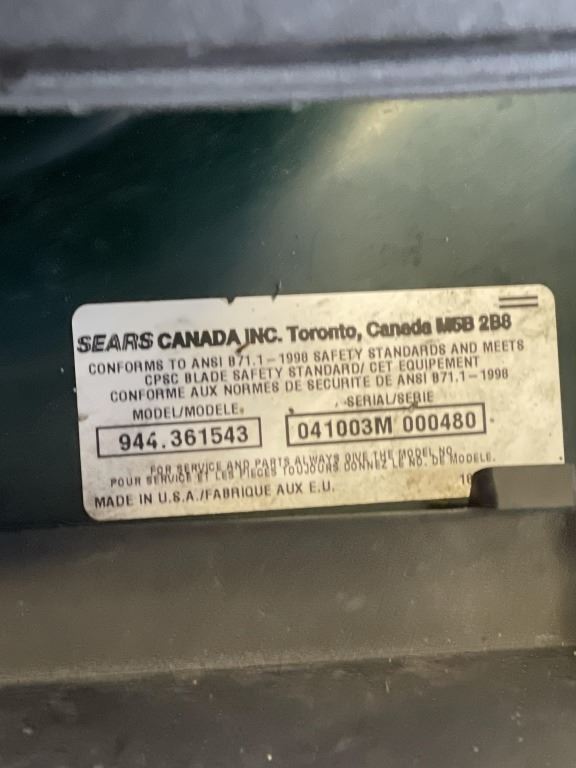 SEARS CANADA INC. Toronto, Canada M5B 2B8
CONFORMS TO ANSI B71.1-1998 SAFETY STANDARDS AND MEETS
CPSC BLADE SAFETY STANDARD/ CET EQUIPEMENT
CONFORME AUX NORMES DE SECURITE DE ANSI B71.1-1998
MODEL/MODELE. SERIAL/SERIE
944.361543 041003M 000480
FOR SERVICE AND PARTS ALWAYS GIVE THE MODEL NO.
POUR SERVICE ET LES PIECES TOUJOURS DONNEZ LE NO. DE MODELE.
MADE IN U.S.A./FABRIQUE AUX E.U.